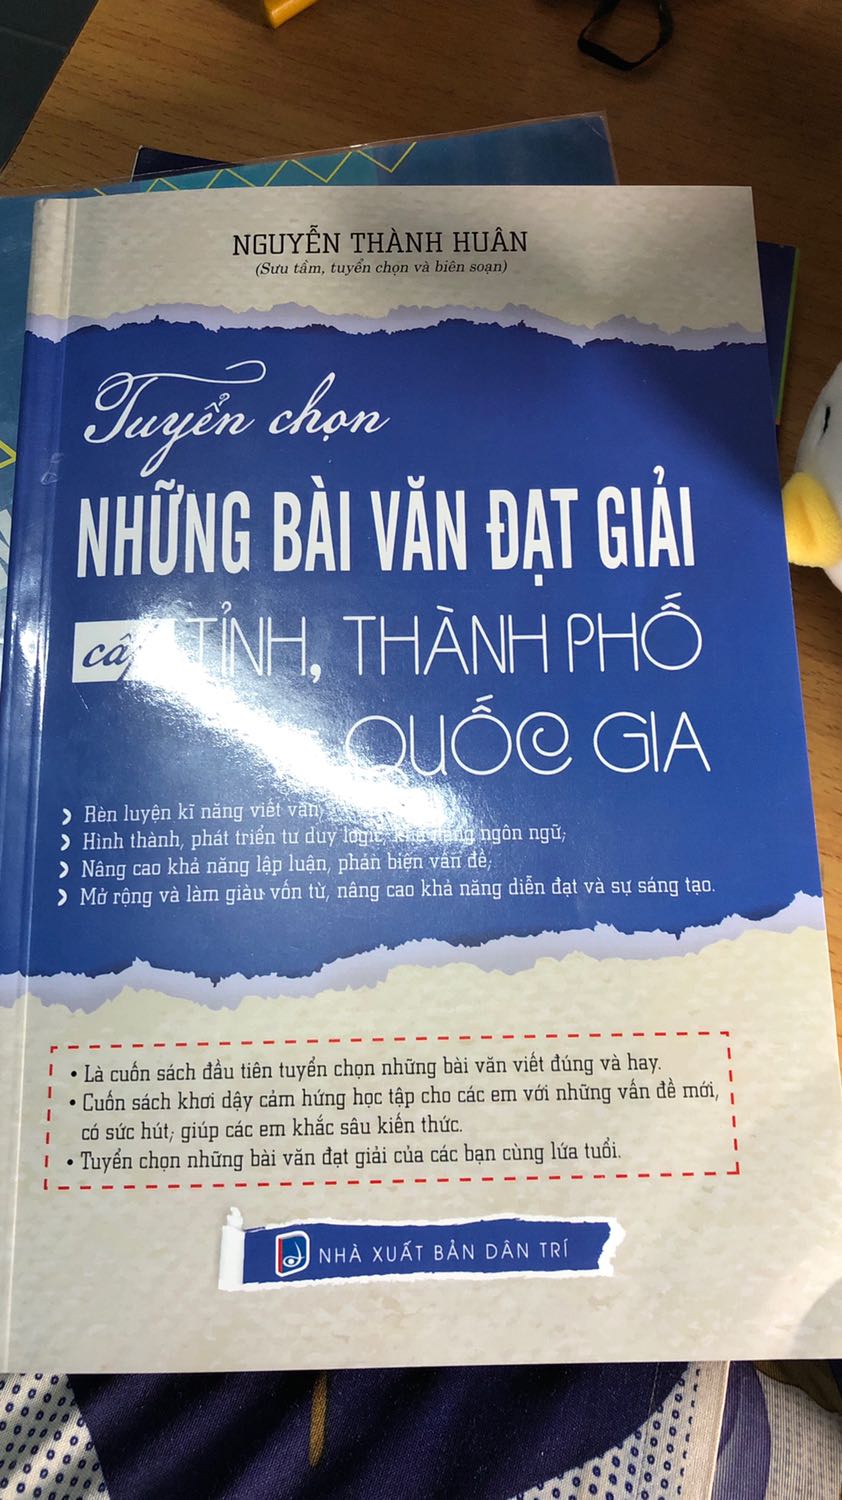 NGUYỄN THÀNH HUÂN
(Sưu tầm, tuyển chọn và biên soạn)
Tuyển chọn
NHỮNG BÀI VĂN ĐẠT GIẢI
TỈNH, THÀNH PHỐ
QUỐC GIA
Rèn luyện kĩ năng viết văn,
Hình thành, phát triển tư duy logic, khả năng ngôn ngữ;
Nâng cao khả năng lập luận, phản biện vấn đề;
Mở rộng và làm giàu vốn từ, nâng cao khả năng diễn đạt và sự sáng tạo.
• Là cuốn sách đầu tiên tuyển chọn những bài văn viết đúng và hay.
• Cuốn sách khơi dậy cảm hứng học tập cho các em với những vấn đề mới,
có sức hút; giúp các em khắc sâu kiến thức.
• Tuyển chọn những bài văn đạt giải của các bạn cùng lứa tuổi.
NHÀ XUẤT BẢN DÂN TRÍ